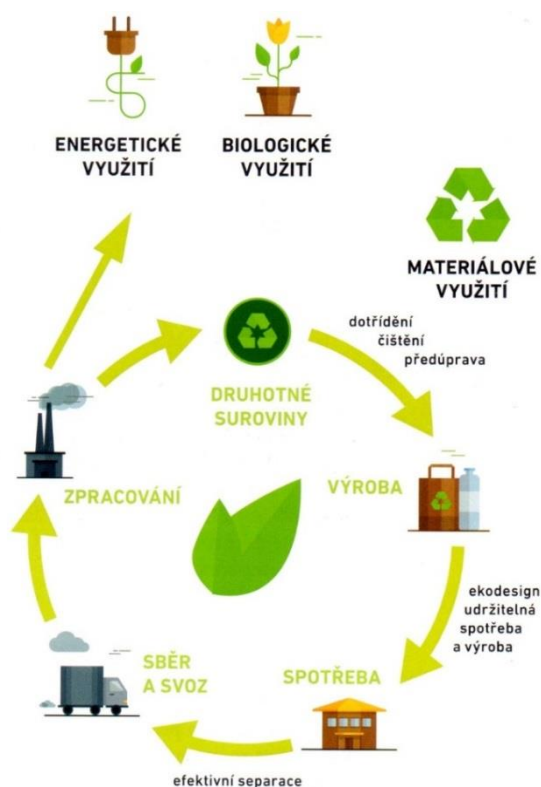 ENERGETICKÉ
VYUŽITÍ
BIOLOGICKÉ
VYUŽITÍ
MATERIÁLOVÉ
VYUŽITÍ
dotřídění
čištění
předúprava
DRUHOTNÉ
SUROVINY
ZPRACOVÁNÍ
VÝROBA
ekodesign
udržitelná
spotřeba
a výroba
SBĚR
A SVOZ
SPOTŘEBA
efektivní separace